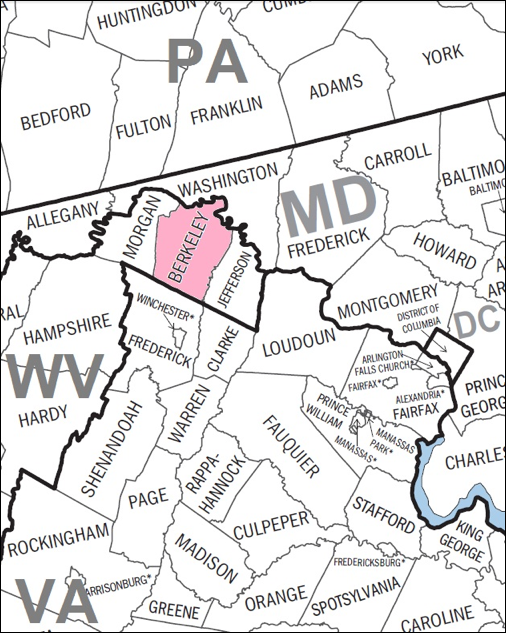 HUNTINGDON
CUMB
PA
YORK
ADAMS
BEDFORD
FRANKLIN
FULTON
CARROLL
WASHINGTON
BALTIMO
BALTIMO
ALLEGANY
MORGAN
MD
BERKELEY
FREDERICK
HOWARD
JEFFERSON
AR
MONTGOMERY
WINCHESTER*
RAL
HAMPSHIRE
DISTRICT OF
COLUMBIA
DC
FREDERICK
CLARKE
LOUDOUN
ARLINGTON
FALLS CHURCH*
WV
FAIRFAX*
PRINC
GEORG
ALEXANDRIA*
FAIRFAX
HARDY
WARREN
PRINCE
WILLIAM
SHENANDOAH
FAUQUIER
MANASSAS
PARK*
MANASSAS*
CHARLES
RAPPA-
HANNOCK
PAGE
STAFFORD
CULPEPER
ROCKINGHAM
KING
GEORGE
MADISON
FREDERICKSBURG*
VA
ARRISONBURG*
ORANGE
SPOTSYLVANIA
GREENE
CAROLINE